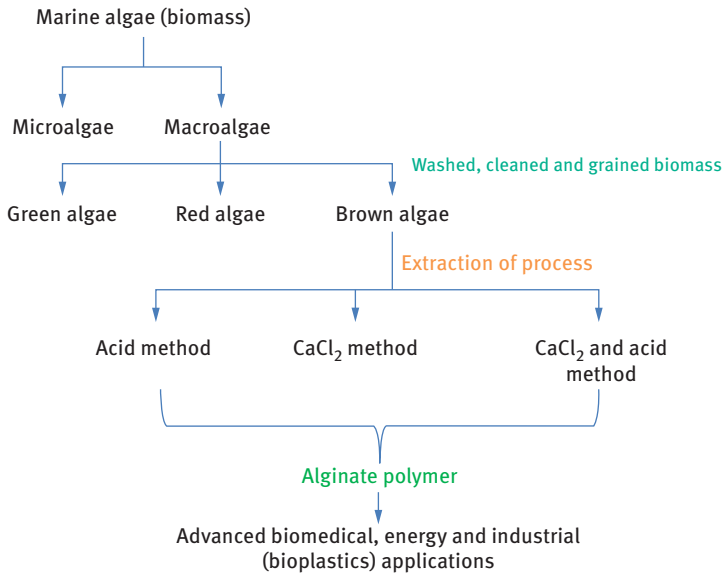 Marine algae (biomass)
Microalgae
Macroalgae
Washed, cleaned and grained biomass
Green algae
Red algae
Brown algae
Extraction of process
Acid method
CaCl₂ method
CaCl₂ and acid
method
Alginate polymer
Advanced biomedical, energy and industrial
(bioplastics) applications